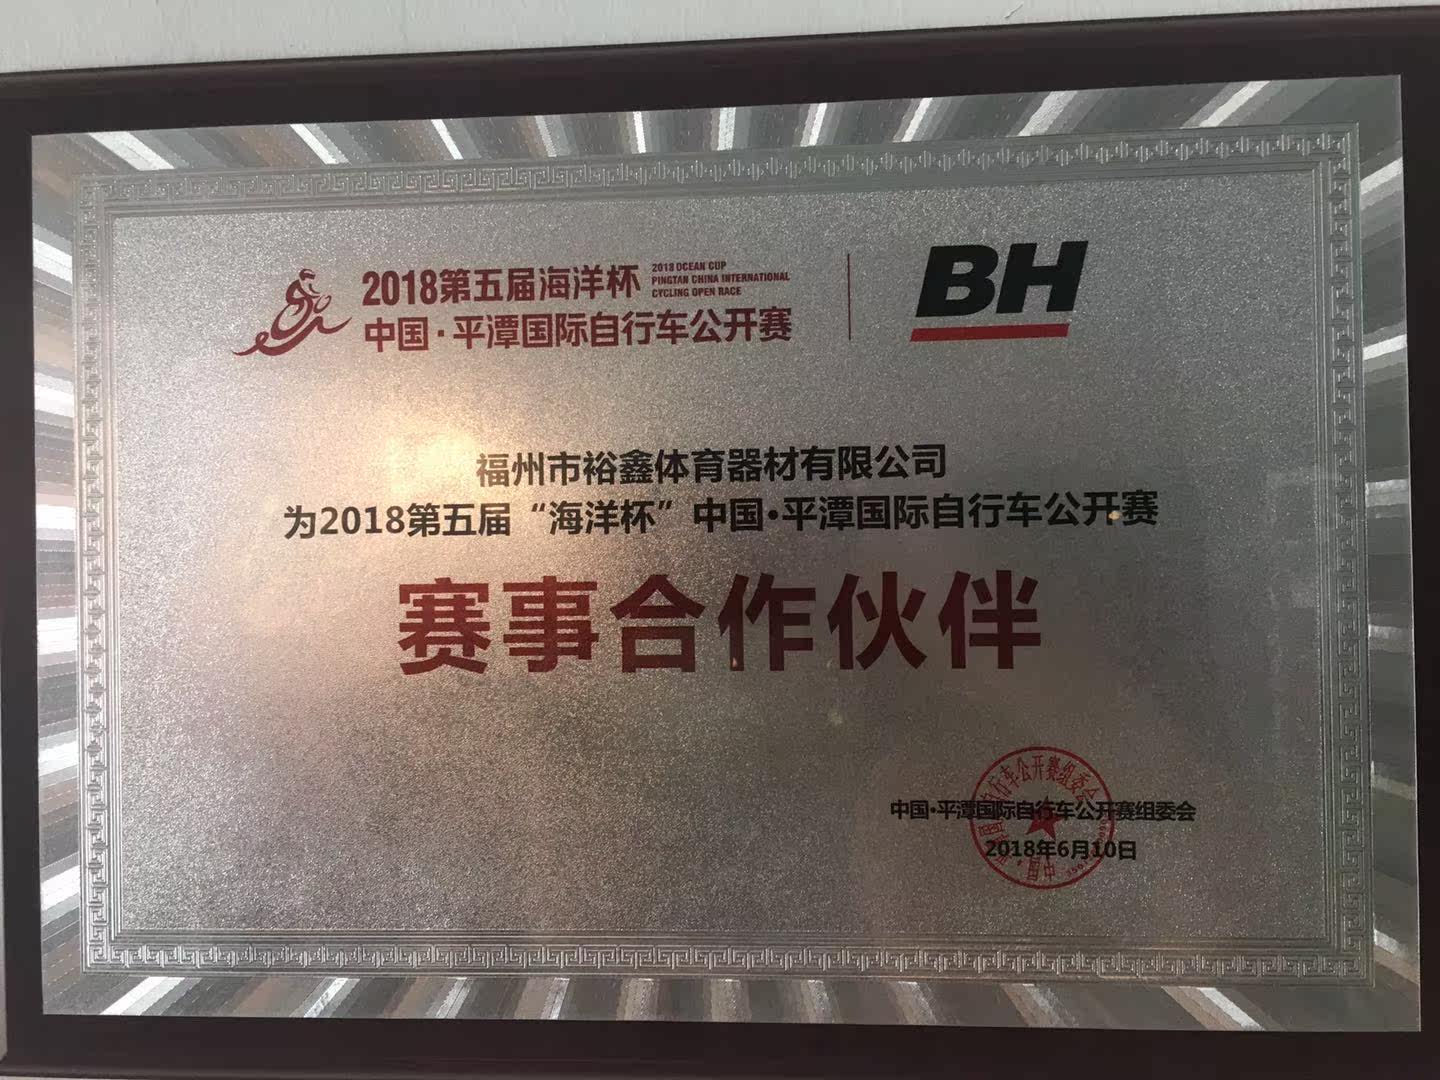 2018第五届海洋杯
2018 OCEAN CUP
PINGTAN CHINA INTERNATIONAL
CYCLING OPEN RACE
中国·平潭国际自行车公开赛
BH
福州市裕鑫体育器材有限公司
为2018第五届“海洋杯”中国·平潭国际自行车公开赛
赛事合作伙伴
中国·平潭国际自行车公开赛组委会
2018年6月10日